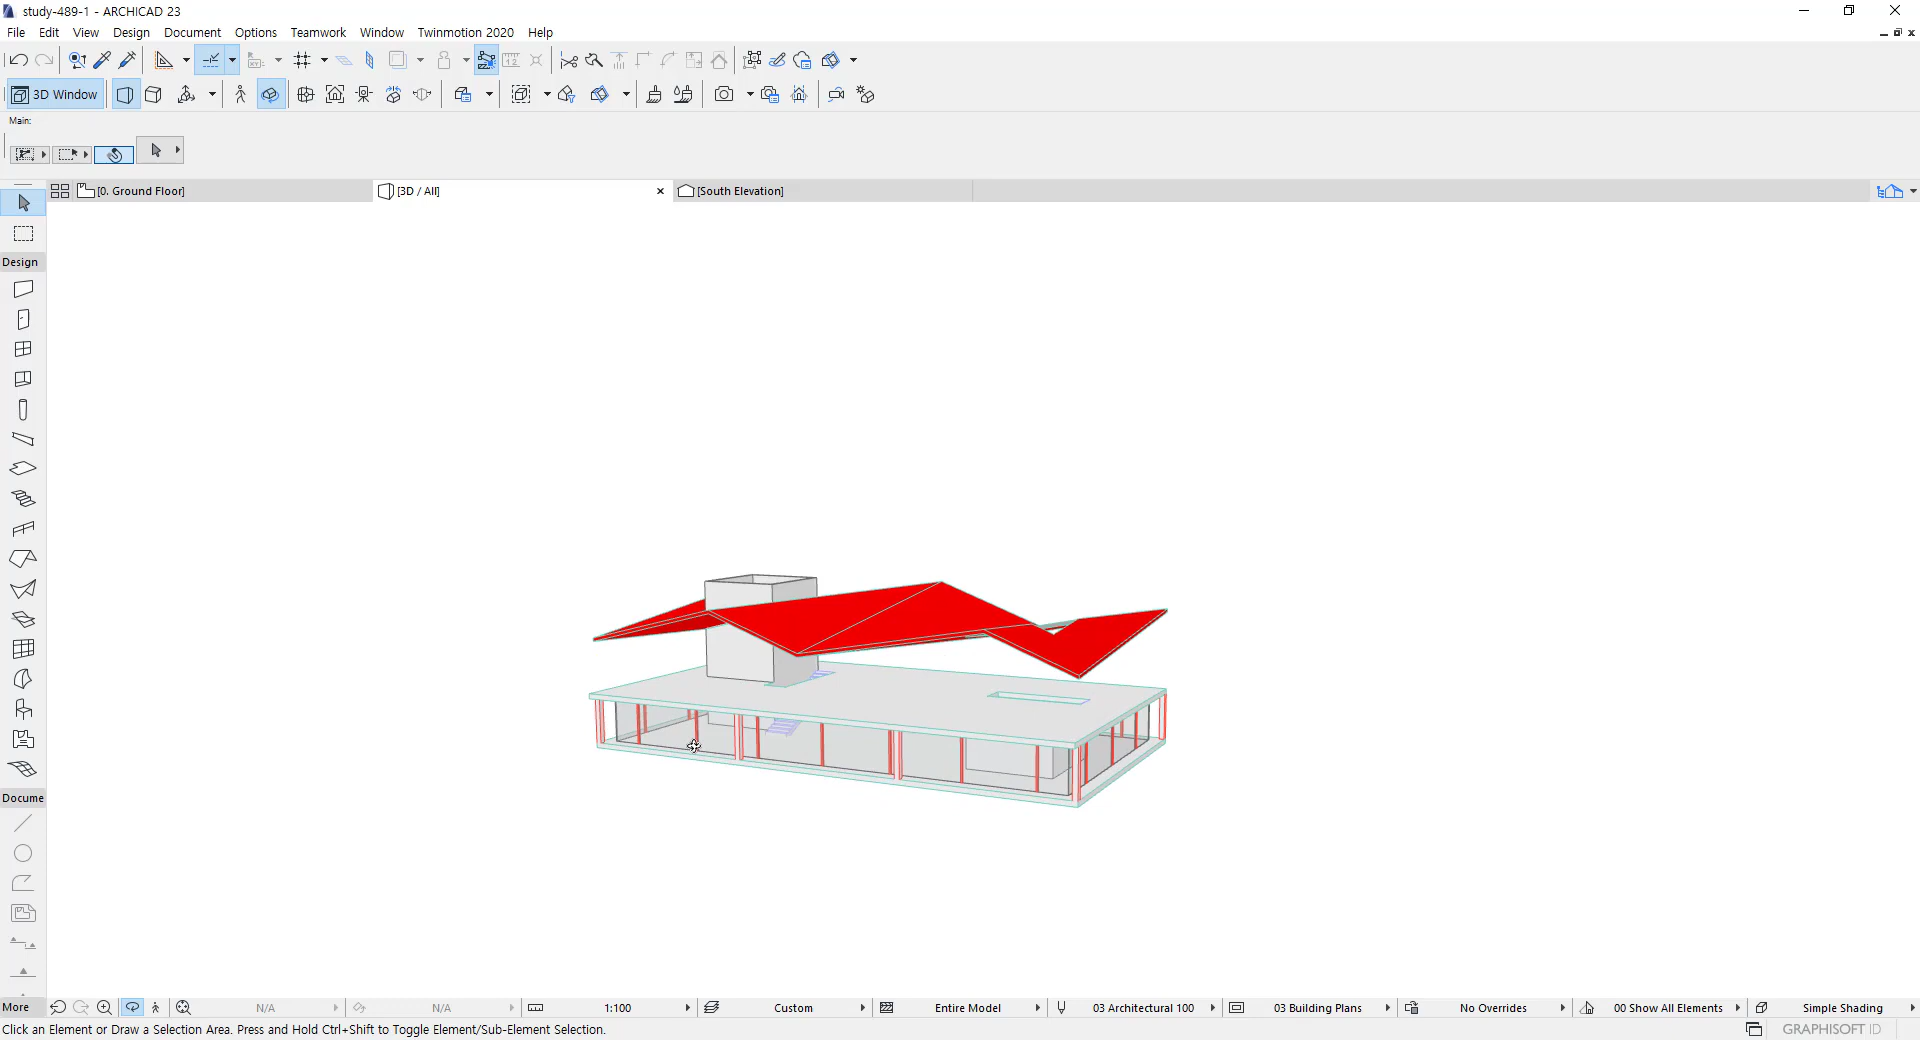 study-489-1 - ARCHICAD 23
File Edit View Design Document Options Teamwork Window Twinmotion 2020 Help
3D Window
Main:
[0. Ground Floor] [3D / All] [South Elevation]
Design
Docume
More N/A N/A 1:100 Custom Entire Model 03 Architectural 100 03 Building Plans No Overrides 00 Show All Elements Simple Shading
Click an Element or Draw a Selection Area. Press and Hold Ctrl+Shift to Toggle Element/Sub-Element Selection.
GRAPHISOFT ID